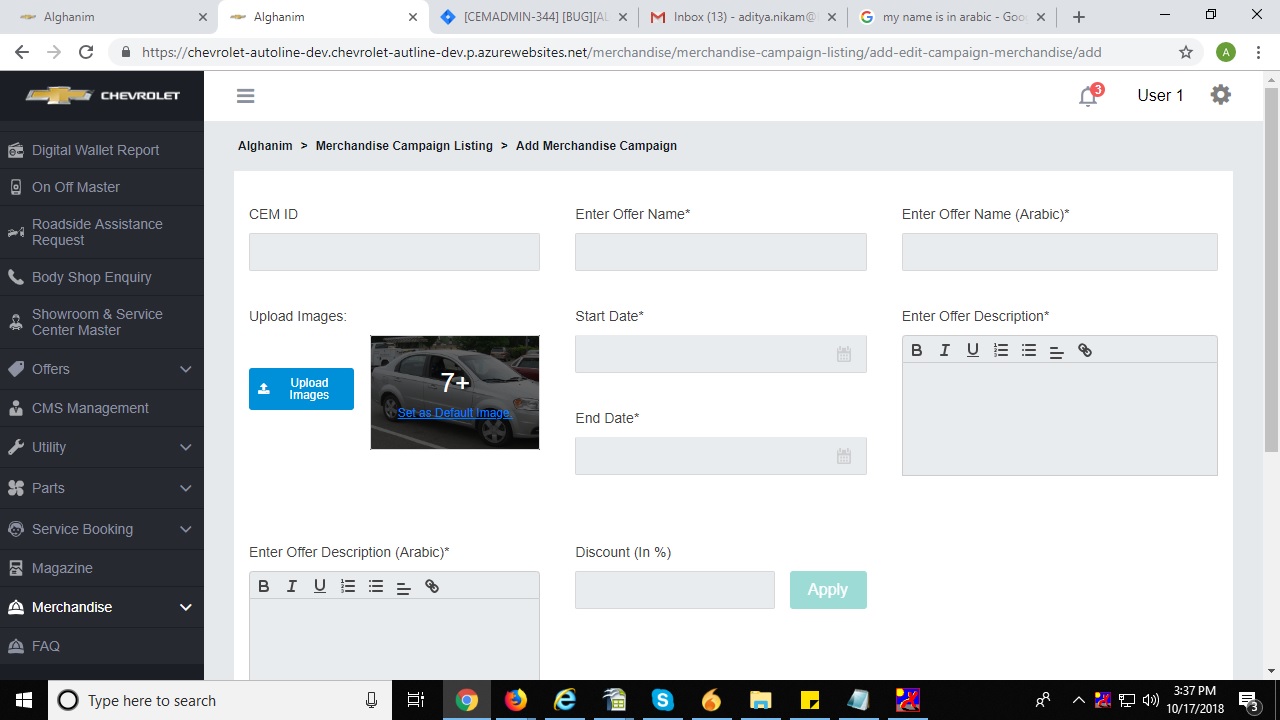 Alghanim
Alghanim
[CEMADMIN-344] [BUG][AL
Inbox (13) - aditya.nikam@
my name is in arabic - Goo
https://chevrolet-autoline-dev.chevrolet-autline-dev.p.azurewebsites.net/merchandise/merchandise-campaign-listing/add-edit-campaign-merchandise/add
A
CHEVROLET
3
User 1
Digital Wallet Report
On Off Master
Roadside Assistance
Request
Body Shop Enquiry
Showroom & Service
Center Master
Offers
CMS Management
Utility
Parts
Service Booking
Magazine
Merchandise
FAQ
Alghanim > Merchandise Campaign Listing > Add Merchandise Campaign
CEM ID
Enter Offer Name*
Enter Offer Name (Arabic)*
Upload Images:
Upload
Images
7+
Set as Default Image.
Start Date*
End Date*
Enter Offer Description*
B I U
Enter Offer Description (Arabic)*
B I U
Discount (In %)
Apply
Type here to search
3:37 PM
10/17/2018
3